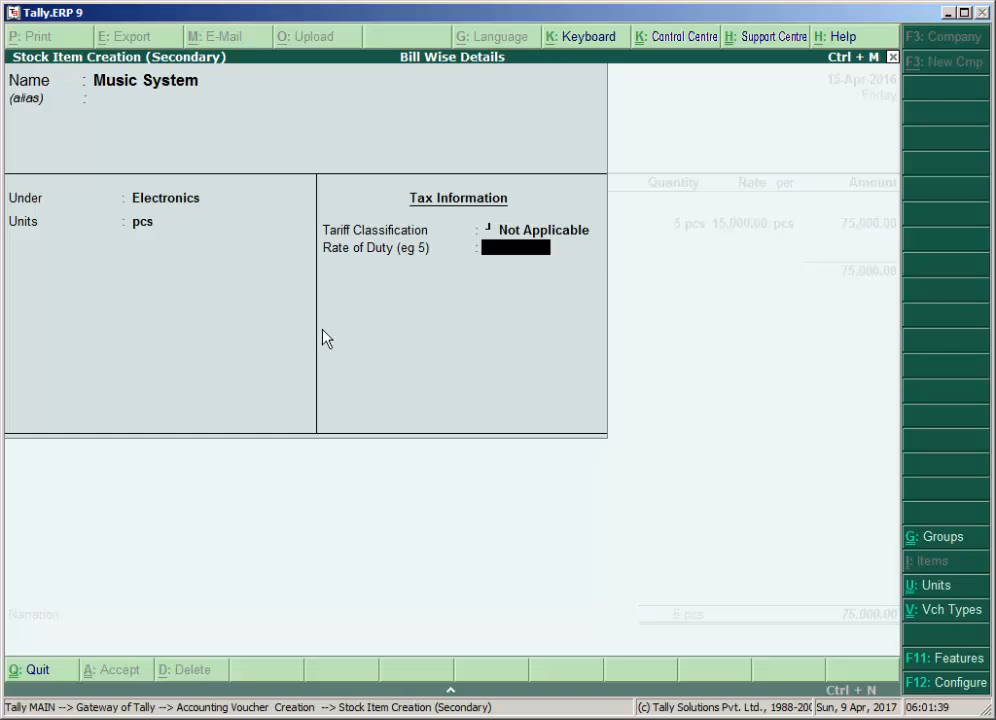 Tally.ERP 9
P: Print E: Export M: E-Mail O: Upload G: Language K: Keyboard K: Control Centre H: Support Centre H: Help
F3: Company
Stock Item Creation (Secondary) Bill Wise Details Ctrl + M
F3: New Cmp
Name : Music System
(alias) :
15-Apr-2016
Friday
Quantity Rate per Amount
Under : Electronics
Tax Information
Units : pcs
5 pcs 15,000.00 pcs 75,000.00
Tariff Classification : ┘ Not Applicable
Rate of Duty (eg 5) :
75,000.00
G: Groups
I: Items
U: Units
V: Vch Types
Narration:
5 pcs 75,000.00
F11: Features
Q: Quit A: Accept D: Delete
F12: Configure
Ctrl + N
Tally MAIN --> Gateway of Tally --> Accounting Voucher Creation --> Stock Item Creation (Secondary) (c) Tally Solutions Pvt. Ltd., 1988-200 Sun, 9 Apr, 2017 06:01:39